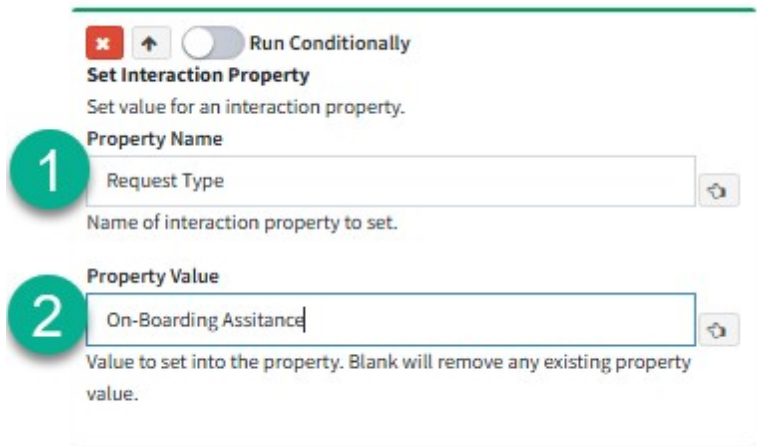 Run Conditionally
Set Interaction Property
Set value for an interaction property.
Property Name
1
Request Type
Name of interaction property to set.
Property Value
2
On-Boarding Assitance
Value to set into the property. Blank will remove any existing property
value.